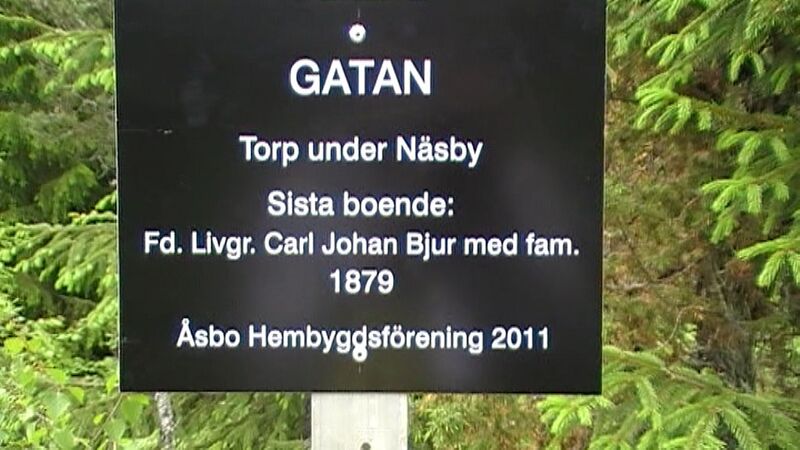 GATAN
Torp under Näsby
Sista boende:
Fd. Livgr. Carl Johan Bjur med fam.
1879
Åsbo Hembygdsförening 2011